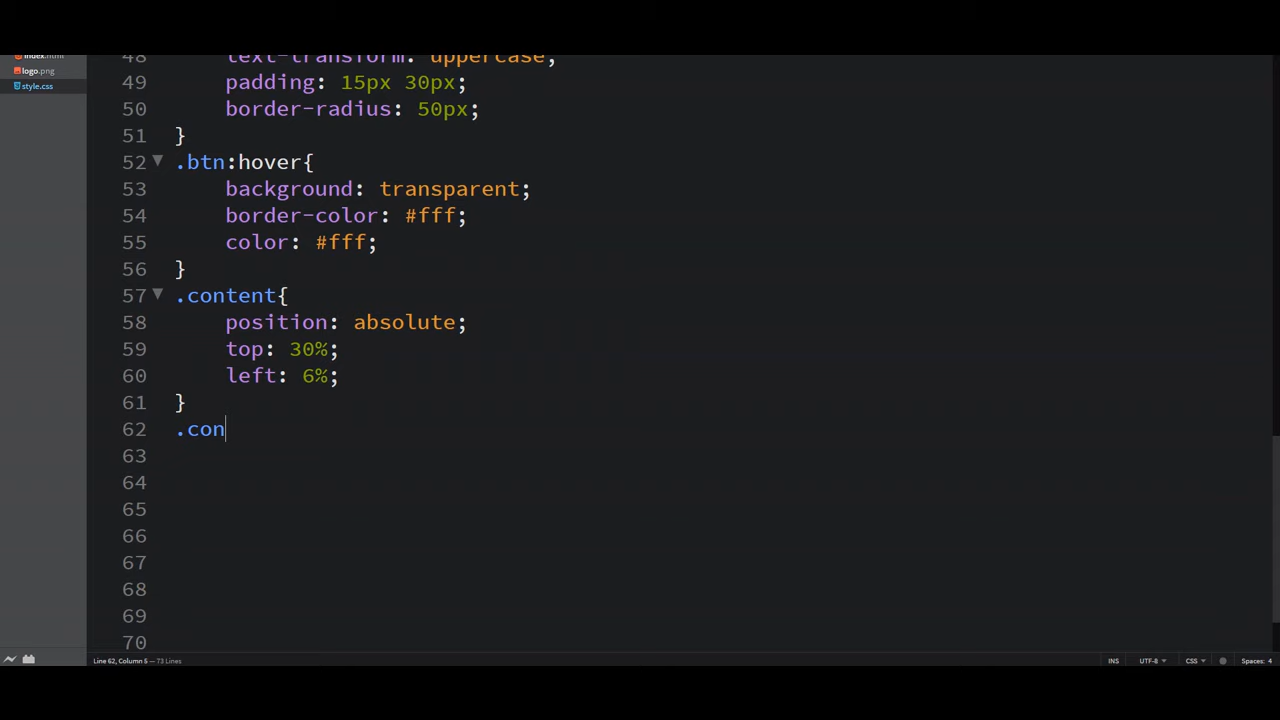 index.html
logo.png
style.css
48 text-transform: uppercase;
49 padding: 15px 30px;
50 border-radius: 50px;
51 }
52 .btn:hover{
53 background: transparent;
54 border-color: #fff;
55 color: #fff;
56 }
57 .content{
58 position: absolute;
59 top: 30%;
60 left: 6%;
61 }
62 .con
63
64
65
66
67
68
69
70
Line 62, Column 5 — 73 Lines
INS UTF-8 CSS Spaces: 4